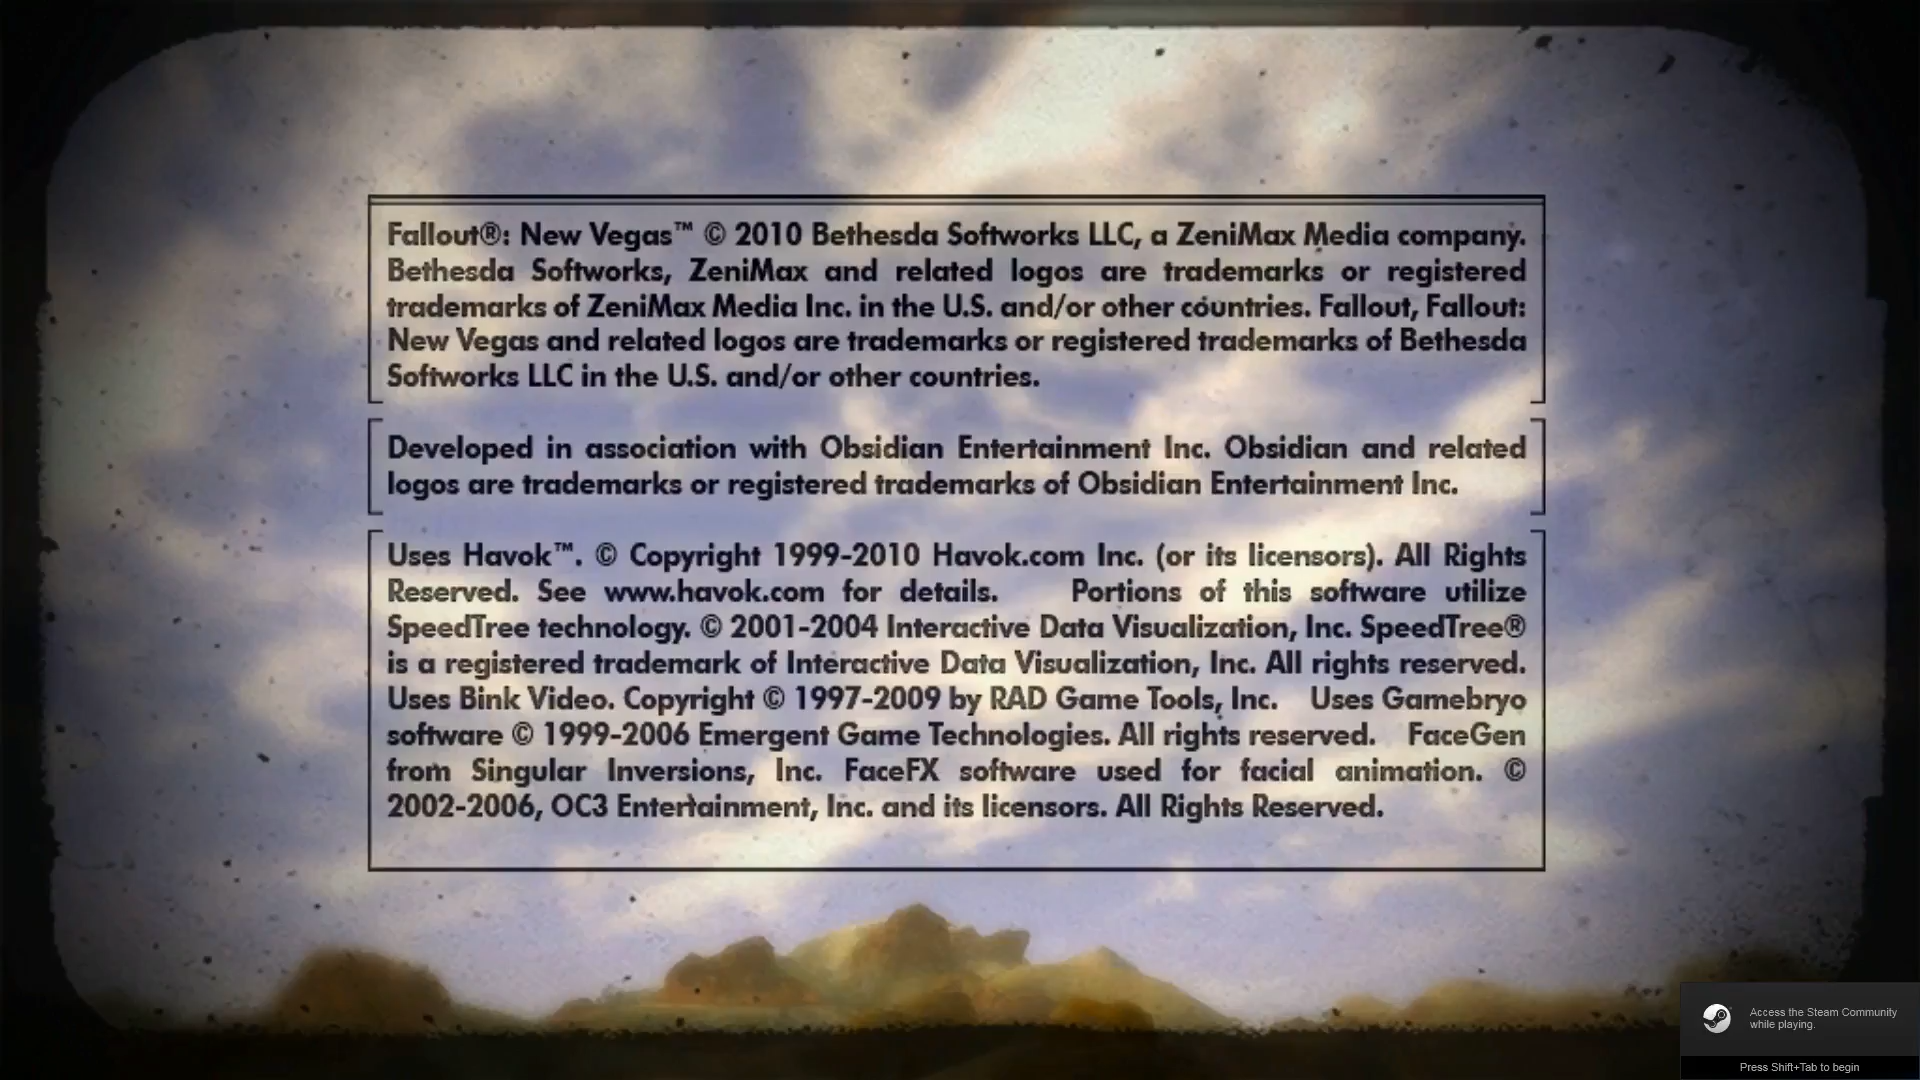 Fallout®: New Vegas™ © 2010 Bethesda Softworks LLC, a ZeniMax Media company.
Bethesda Softworks, ZeniMax and related logos are trademarks or registered
trademarks of ZeniMax Media Inc. in the U.S. and/or other countries. Fallout, Fallout:
New Vegas and related logos are trademarks or registered trademarks of Bethesda
Softworks LLC in the U.S. and/or other countries.
Developed in association with Obsidian Entertainment Inc. Obsidian and related
logos are trademarks or registered trademarks of Obsidian Entertainment Inc.
Uses Havok™. © Copyright 1999-2010 Havok.com Inc. (or its licensors). All Rights
Reserved. See www.havok.com for details. Portions of this software utilize
SpeedTree technology. © 2001-2004 Interactive Data Visualization, Inc. SpeedTree®
is a registered trademark of Interactive Data Visualization, Inc. All rights reserved.
Uses Bink Video. Copyright © 1997-2009 by RAD Game Tools, Inc. Uses Gamebryo
software © 1999-2006 Emergent Game Technologies. All rights reserved. FaceGen
from Singular Inversions, Inc. FaceFX software used for facial animation. ©
2002-2006, OC3 Entertainment, Inc. and its licensors. All Rights Reserved.
Access the Steam Community
while playing.
Press Shift+Tab to begin